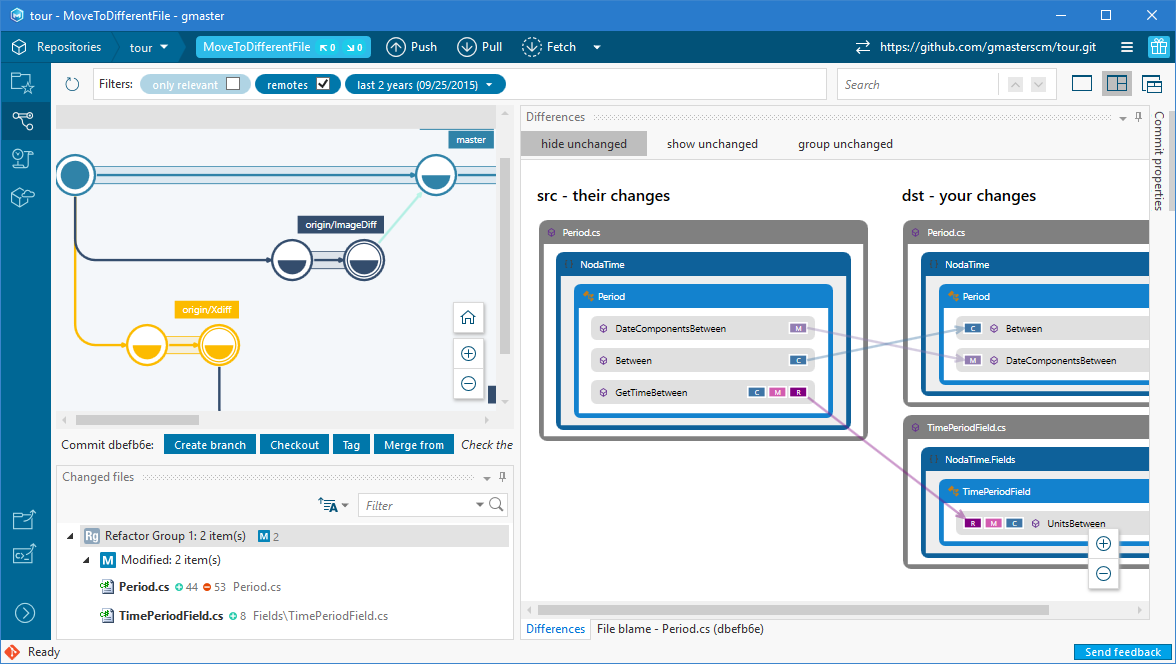 tour - MoveToDifferentFile - gmaster
Repositories
tour
MoveToDifferentFile 0 0
Push
Pull
Fetch
https://github.com/gmasterscm/tour.git
Filters:
only relevant
remotes
last 2 years (09/25/2015)
Search
master
origin/ImageDiff
origin/Xdiff
Commit dbefb6e:
Create branch
Checkout
Tag
Merge from
Check the
Changed files
A
Filter
Rg Refactor Group 1: 2 item(s) M 2
M Modified: 2 item(s)
Period.cs 44 53 Period.cs
TimePeriodField.cs 8 Fields\TimePeriodField.cs
Differences
hide unchanged
show unchanged
group unchanged
src - their changes
Period.cs
NodaTime
Period
DateComponentsBetween M
Between C
GetTimeBetween C M R
dst - your changes
Period.cs
NodaTime
Period
C Between
M DateComponentsBetween
TimePeriodField.cs
NodaTime.Fields
TimePeriodField
R M C UnitsBetween
Commit properties
Differences
File blame - Period.cs (dbefb6e)
Ready
Send feedback